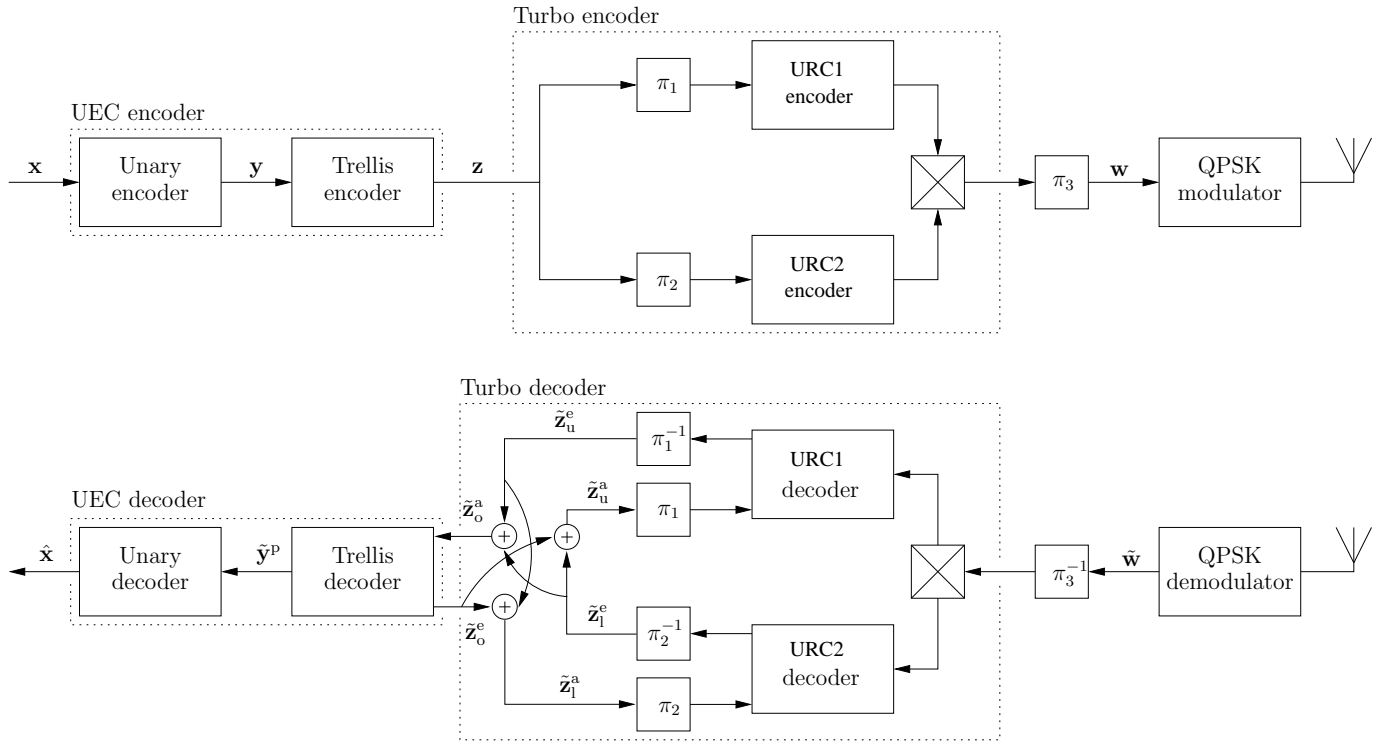 Turbo encoder
UEC encoder
x
Unary
encoder
y
Trellis
encoder
z
π₁
URC1
encoder
π₂
URC2
encoder
π₃
w
QPSK
modulator
Turbo decoder
UEC decoder
x̂
Unary
decoder
ỹᵖ
Trellis
decoder
z̃ₒᵃ
z̃ₒᵉ
z̃ᵤᵉ
z̃ᵤᵃ
z̃ₗᵉ
z̃ₗᵃ
+
+
+
π₁⁻¹
π₁
π₂⁻¹
π₂
URC1
decoder
URC2
decoder
π₃⁻¹
w̃
QPSK
demodulator